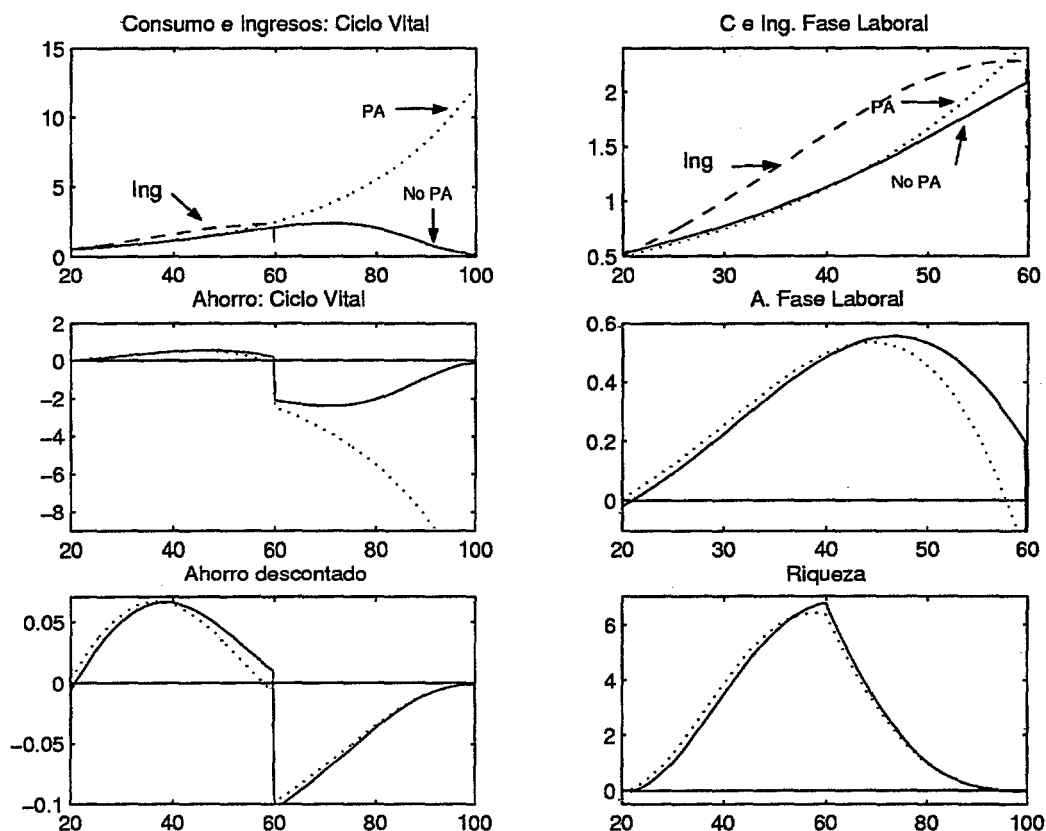 Consumo e Ingresos: Ciclo Vital
15
10
5
0
20 40 60 80 100
PA
Ing
No PA
C e Ing. Fase Laboral
2
1.5
1
0.5
20 30 40 50 60
PA
Ing
No PA
Ahorro: Ciclo Vital
2
0
−2
−4
−6
−8
20 40 60 80 100
A. Fase Laboral
0.6
0.4
0.2
0
20 30 40 50 60
Ahorro descontado
0.05
0
−0.05
−0.1
20 40 60 80 100
Riqueza
6
4
2
0
20 40 60 80 100